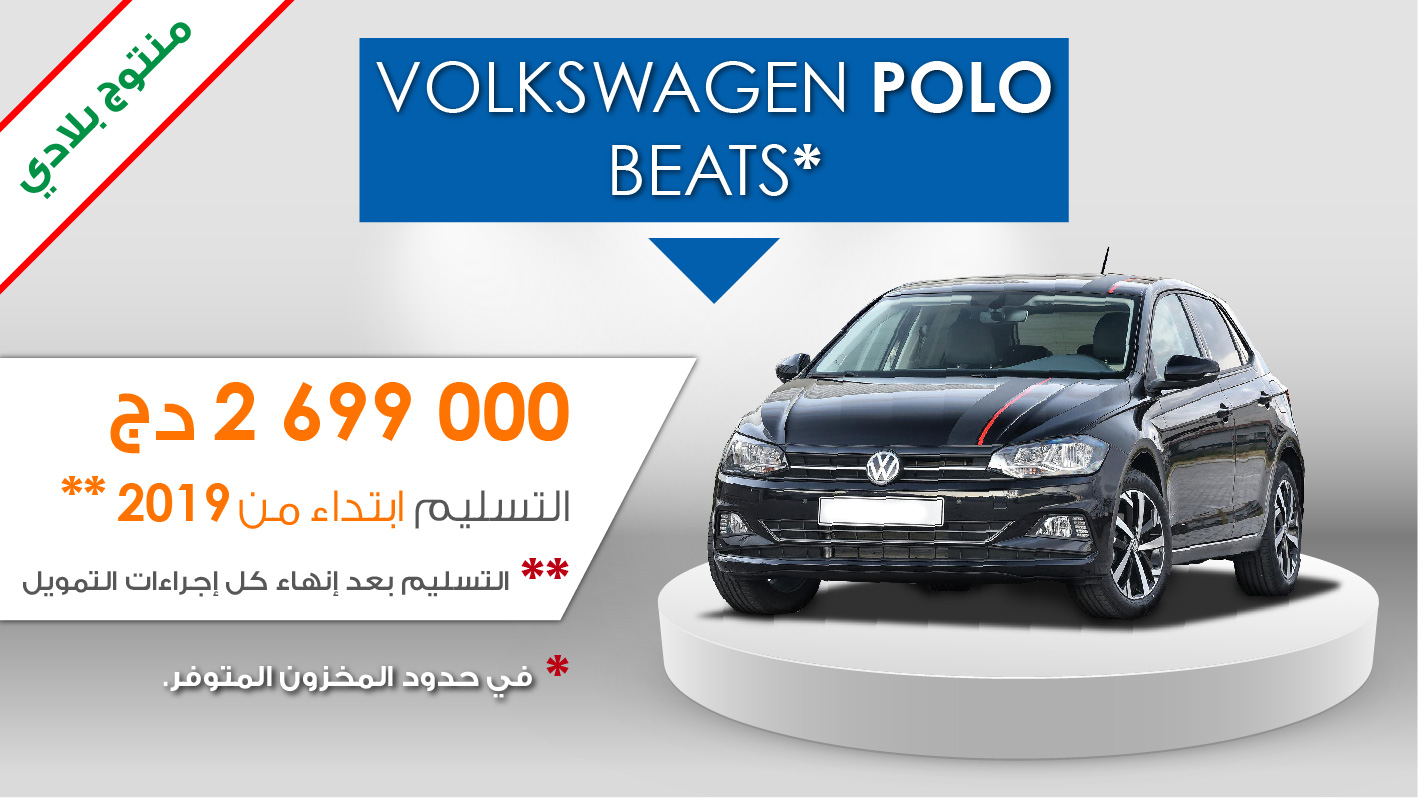 منتوج بلادي
VOLKSWAGEN POLO
BEATS*
2 699 000 دج
التسليم ابتداء من 2019 **
** التسليم بعد إنهاء كل إجراءات التمويل
* في حدود المخزون المتوفر.